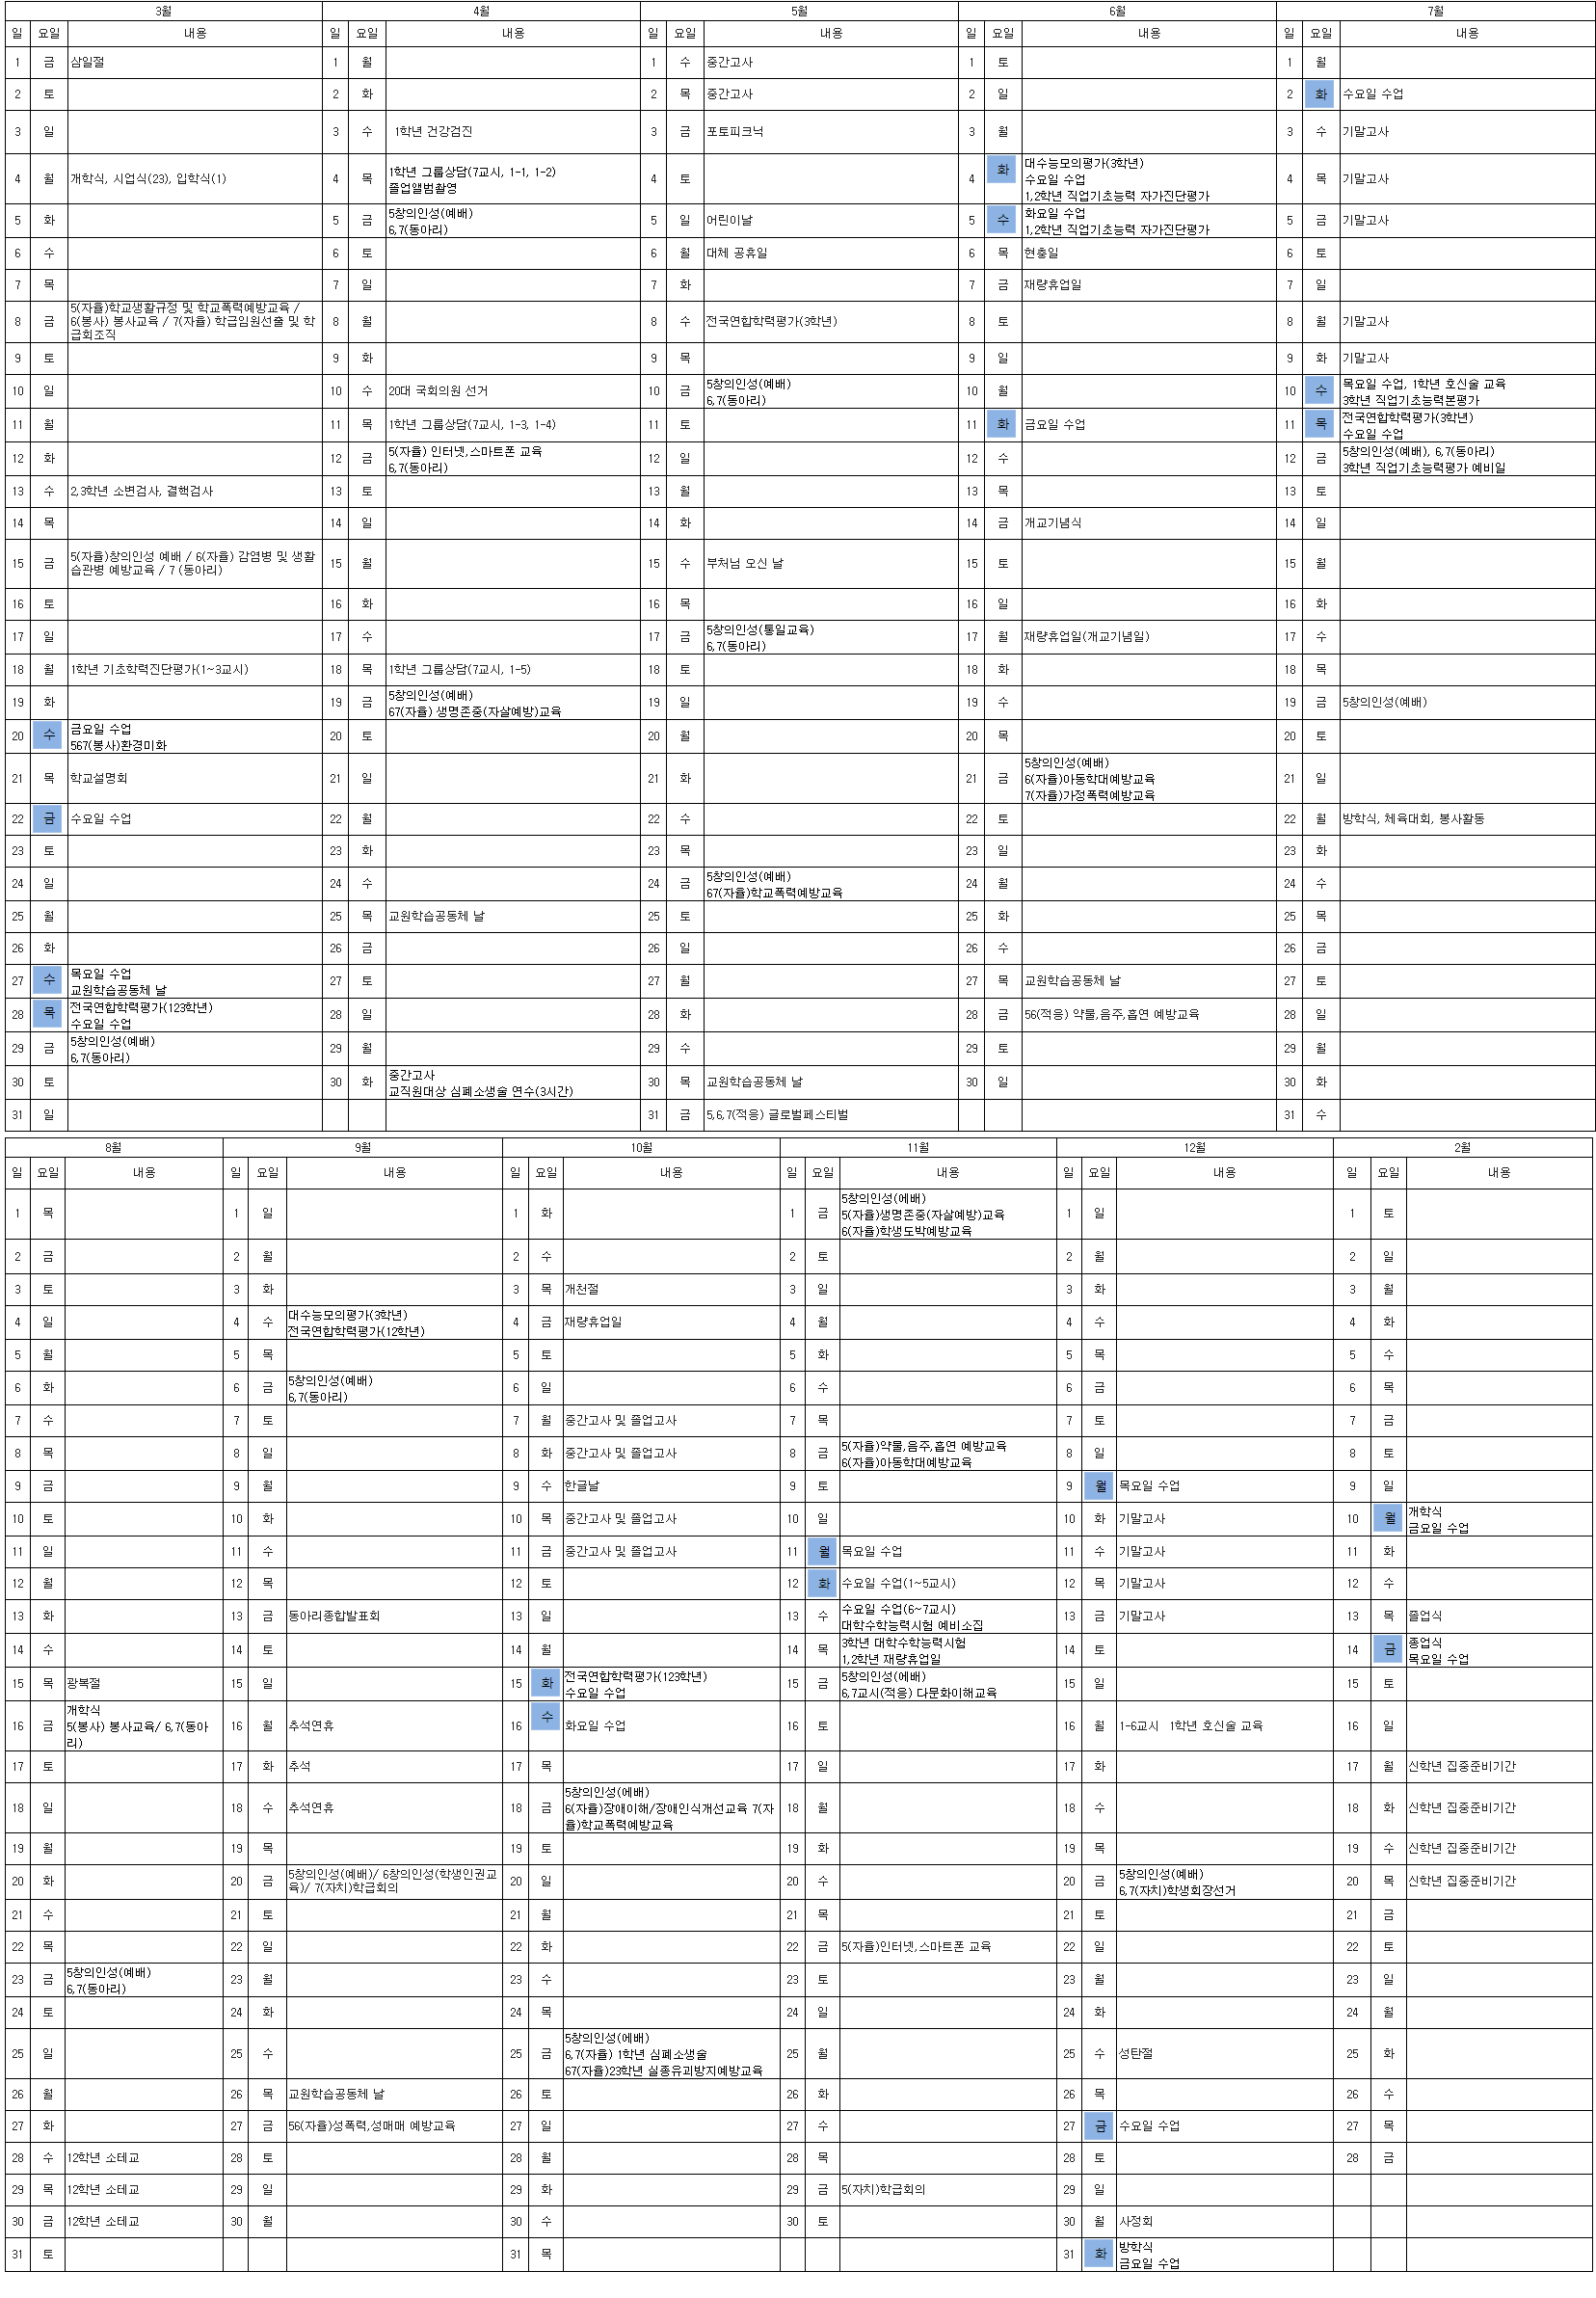 3월
일 요일 내용
1 금 삼일절
2 토
3 일
4 월 개학식, 시업식(23), 입학식(1)
5 화
6 수
7 목
8 금 5(자율)학교생활규정 및 학교폭력예방교육 /
6(봉사) 봉사교육 / 7(자율) 학급임원선출 및 학
급회조직
9 토
10 일
11 월
12 화
13 수 2,3학년 소변검사, 결핵검사
14 목
15 금 5(자율)창의인성 예배 / 6(자율) 감염병 및 생활
습관병 예방교육 / 7 (동아리)
16 토
17 일
18 월 1학년 기초학력진단평가(1~3교시)
19 화
20 수 금요일 수업
567(봉사)환경미화
21 목 학교설명회
22 금 수요일 수업
23 토
24 일
25 월
26 화
27 수 목요일 수업
교원학습공동체 날
28 목 전국연합학력평가(123학년)
수요일 수업
29 금 5창의인성(예배)
6,7(동아리)
30 토
31 일
4월
일 요일 내용
1 월
2 화
3 수 1학년 건강검진
4 목 1학년 그룹상담(7교시, 1-1, 1-2)
졸업앨범촬영
5 금 5창의인성(예배)
6,7(동아리)
6 토
7 일
8 월
9 화
10 수 20대 국회의원 선거
11 목 1학년 그룹상담(7교시, 1-3, 1-4)
12 금 5(자율) 인터넷,스마트폰 교육
6,7(동아리)
13 토
14 일
15 월
16 화
17 수
18 목 1학년 그룹상담(7교시, 1-5)
19 금 5창의인성(예배)
67(자율) 생명존중(자살예방)교육
20 토
21 일
22 월
23 화
24 수
25 목 교원학습공동체 날
26 금
27 토
28 일
29 월
30 화 중간고사
교직원대상 심폐소생술 연수(3시간)
5월
일 요일 내용
1 수 중간고사
2 목 중간고사
3 금 포토피크닉
4 토
5 일 어린이날
6 월 대체 공휴일
7 화
8 수 전국연합학력평가(3학년)
9 목
10 금 5창의인성(예배)
6,7(동아리)
11 토
12 일
13 월
14 화
15 수 부처님 오신 날
16 목
17 금 5창의인성(통일교육)
6,7(동아리)
18 토
19 일
20 월
21 화
22 수
23 목
24 금 5창의인성(예배)
67(자율)학교폭력예방교육
25 토
26 일
27 월
28 화
29 수
30 목 교원학습공동체 날
31 금 5,6,7(적응) 글로벌페스티벌
6월
일 요일 내용
1 토
2 일
3 월
4 화 대수능모의평가(3학년)
수요일 수업
1,2학년 직업기초능력 자가진단평가
5 수 화요일 수업
1,2학년 직업기초능력 자가진단평가
6 목 현충일
7 금 재량휴업일
8 토
9 일
10 월
11 화 금요일 수업
12 수
13 목
14 금 개교기념식
15 토
16 일
17 월 재량휴업일(개교기념일)
18 화
19 수
20 목
21 금 5창의인성(예배)
6(자율)아동학대예방교육
7(자율)가정폭력예방교육
22 토
23 일
24 월
25 화
26 수
27 목 교원학습공동체 날
28 금 56(적응) 약물,음주,흡연 예방교육
29 토
30 일
7월
일 요일 내용
1 월
2 화 수요일 수업
3 수 기말고사
4 목 기말고사
5 금 기말고사
6 토
7 일
8 월 기말고사
9 화 기말고사
10 수 목요일 수업, 1학년 호신술 교육
3학년 직업기초능력본평가
11 목 전국연합학력평가(3학년)
수요일 수업
12 금 5창의인성(예배), 6,7(동아리)
3학년 직업기초능력평가 예비일
13 토
14 일
15 월
16 화
17 수
18 목
19 금 5창의인성(예배)
20 토
21 일
22 월 방학식, 체육대회, 봉사활동
23 화
24 수
25 목
26 금
27 토
28 일
29 월
30 화
31 수
8월
일 요일 내용
1 목
2 금
3 토
4 일
5 월
6 화
7 수
8 목
9 금
10 토
11 일
12 월
13 화
14 수
15 목 광복절
16 금 개학식
5(봉사) 봉사교육/ 6,7(동아
리)
17 토
18 일
19 월
20 화
21 수
22 목
23 금 5창의인성(예배)
6,7(동아리)
24 토
25 일
26 월
27 화
28 수 12학년 소테교
29 목 12학년 소테교
30 금 12학년 소테교
31 토
9월
일 요일 내용
1 일
2 월
3 화
4 수 대수능모의평가(3학년)
전국연합학력평가(12학년)
5 목
6 금 5창의인성(예배)
6,7(동아리)
7 토
8 일
9 월
10 화
11 수
12 목
13 금 동아리종합발표회
14 토
15 일
16 월 추석연휴
17 화 추석
18 수 추석연휴
19 목
20 금 5창의인성(예배)/ 6창의인성(학생인권교
육)/ 7(자치)학급회의
21 토
22 일
23 월
24 화
25 수
26 목 교원학습공동체 날
27 금 56(자율)성폭력,성매매 예방교육
28 토
29 일
30 월
10월
일 요일 내용
1 화
2 수
3 목 개천절
4 금 재량휴업일
5 토
6 일
7 월 중간고사 및 졸업고사
8 화 중간고사 및 졸업고사
9 수 한글날
10 목 중간고사 및 졸업고사
11 금 중간고사 및 졸업고사
12 토
13 일
14 월
15 화 전국연합학력평가(123학년)
수요일 수업
16 수 화요일 수업
17 목
18 금 5창의인성(에배)
6(자율)장애이해/장애인식개선교육 7(자
율)학교폭력예방교육
19 토
20 일
21 월
22 화
23 수
24 목
25 금 5창의인성(에배)
6,7(자율) 1학년 심폐소생술
67(자율)23학년 실종유괴방지예방교육
26 토
27 일
28 월
29 화
30 수
31 목
11월
일 요일 내용
1 금 5창의인성(에배)
5(자율)생명존중(자살예방)교육
6(자율)학생도박예방교육
2 토
3 일
4 월
5 화
6 수
7 목
8 금 5(자율)약물,음주,흡연 예방교육
6(자율)아동학대예방교육
9 토
10 일
11 월 목요일 수업
12 화 수요일 수업(1~5교시)
13 수 수요일 수업(6~7교시)
대학수학능력시험 예비소집
14 목 3학년 대학수학능력시험
1,2학년 재량휴업일
15 금 5창의인성(에배)
6,7교시(적응) 다문화이해교육
16 토
17 일
18 월
19 화
20 수
21 목
22 금 5(자율)인터넷,스마트폰 교육
23 토
24 일
25 월
26 화
27 수
28 목
29 금 5(자치)학급회의
30 토
12월
일 요일 내용
1 일
2 월
3 화
4 수
5 목
6 금
7 토
8 일
9 월 목요일 수업
10 화 기말고사
11 수 기말고사
12 목 기말고사
13 금 기말고사
14 토
15 일
16 월 1-6교시 1학년 호신술 교육
17 화
18 수
19 목
20 금 5창의인성(예배)
6,7(자치)학생회장선거
21 토
22 일
23 월
24 화
25 수 성탄절
26 목
27 금 수요일 수업
28 토
29 일
30 월 사정회
31 화 방학식
금요일 수업
2월
일 요일 내용
1 토
2 일
3 월
4 화
5 수
6 목
7 금
8 토
9 일
10 월 개학식
금요일 수업
11 화
12 수
13 목 졸업식
14 금 종업식
목요일 수업
15 토
16 일
17 월 신학년 집중준비기간
18 화 신학년 집중준비기간
19 수 신학년 집중준비기간
20 목 신학년 집중준비기간
21 금
22 토
23 일
24 월
25 화
26 수
27 목
28 금